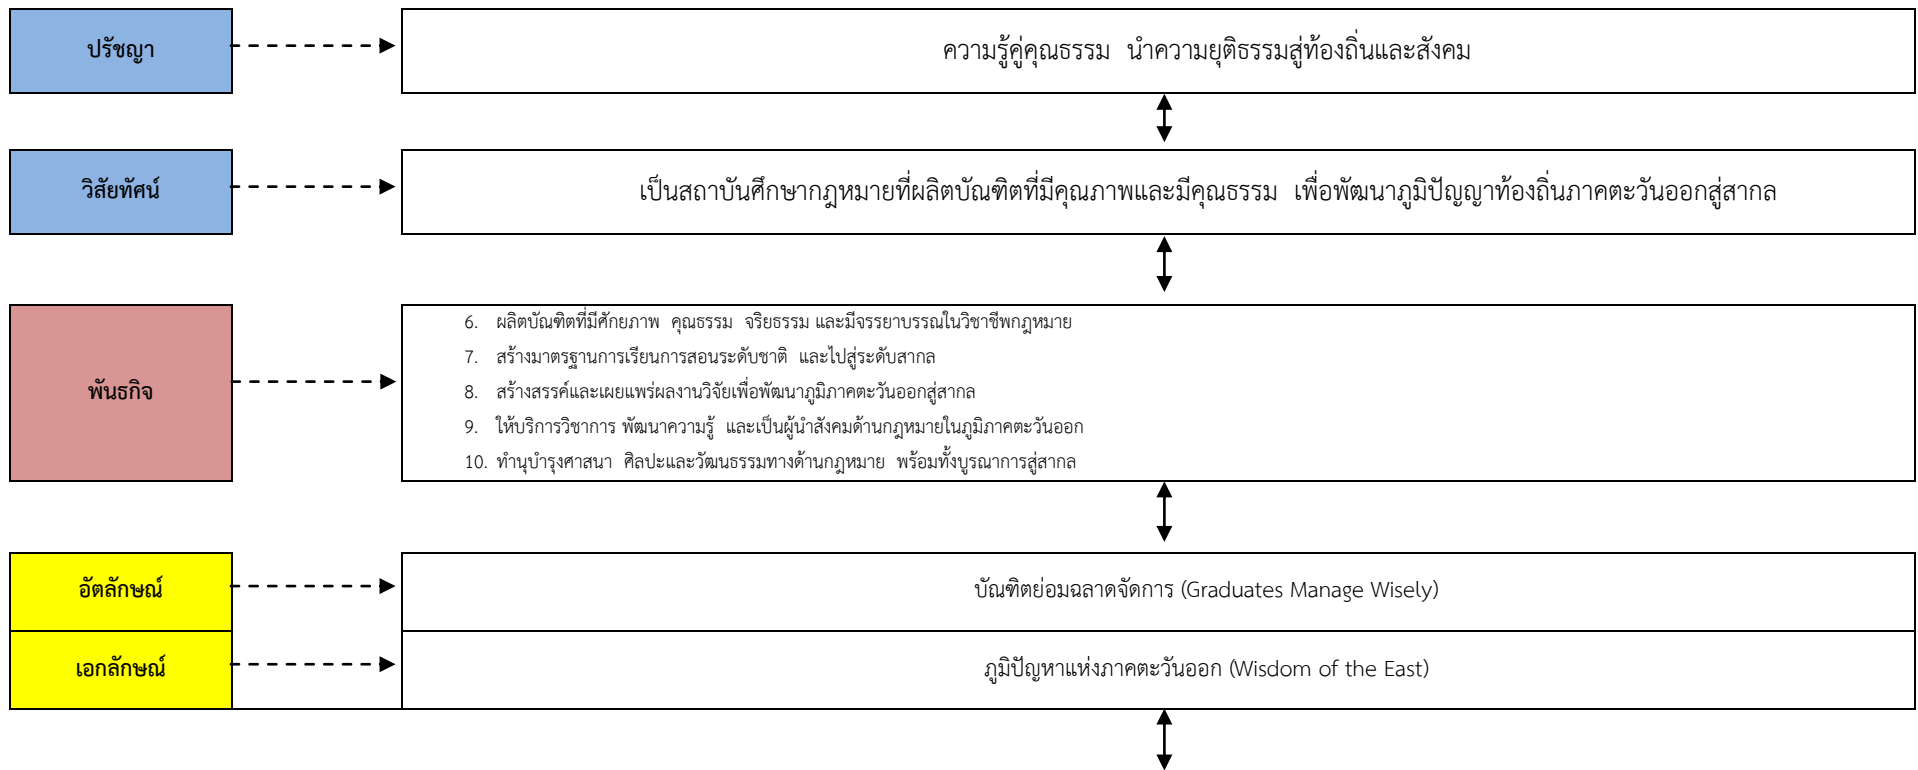 ปรัชญา
ความรู้คู่คุณธรรม นำความยุติธรรมสู่ท้องถิ่นและสังคม
วิสัยทัศน์
เป็นสถาบันศึกษากฎหมายที่ผลิตบัณฑิตที่มีคุณภาพและมีคุณธรรม เพื่อพัฒนาภูมิปัญญาท้องถิ่นภาคตะวันออกสู่สากล
พันธกิจ
6. ผลิตบัณฑิตที่มีศักยภาพ คุณธรรม จริยธรรม และมีจรรยาบรรณในวิชาชีพกฎหมาย
7. สร้างมาตรฐานการเรียนการสอนระดับชาติ และไปสู่ระดับสากล
8. สร้างสรรค์และเผยแพร่ผลงานวิจัยเพื่อพัฒนาภูมิภาคตะวันออกสู่สากล
9. ให้บริการวิชาการ พัฒนาความรู้ และเป็นผู้นำสังคมด้านกฎหมายในภูมิภาคตะวันออก
10. ทำนุบำรุงศาสนา ศิลปะและวัฒนธรรมทางด้านกฎหมาย พร้อมทั้งบูรณาการสู่สากล
อัตลักษณ์
บัณฑิตย่อมฉลาดจัดการ (Graduates Manage Wisely)
เอกลักษณ์
ภูมิปัญหาแห่งภาคตะวันออก (Wisdom of the East)